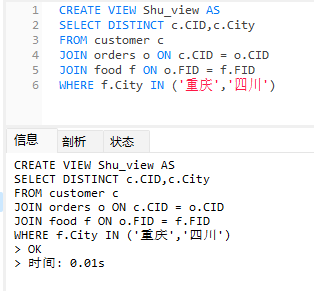 1 CREATE VIEW Shu_view AS
2 SELECT DISTINCT c.CID,c.City
3 FROM customer c
4 JOIN orders o ON c.CID = o.CID
5 JOIN food f ON o.FID = f.FID
6 WHERE f.City IN ('重庆','四川')
信息 剖析 状态
CREATE VIEW Shu_view AS
SELECT DISTINCT c.CID,c.City
FROM customer c
JOIN orders o ON c.CID = o.CID
JOIN food f ON o.FID = f.FID
WHERE f.City IN ('重庆','四川')
> OK
> 时间: 0.01s